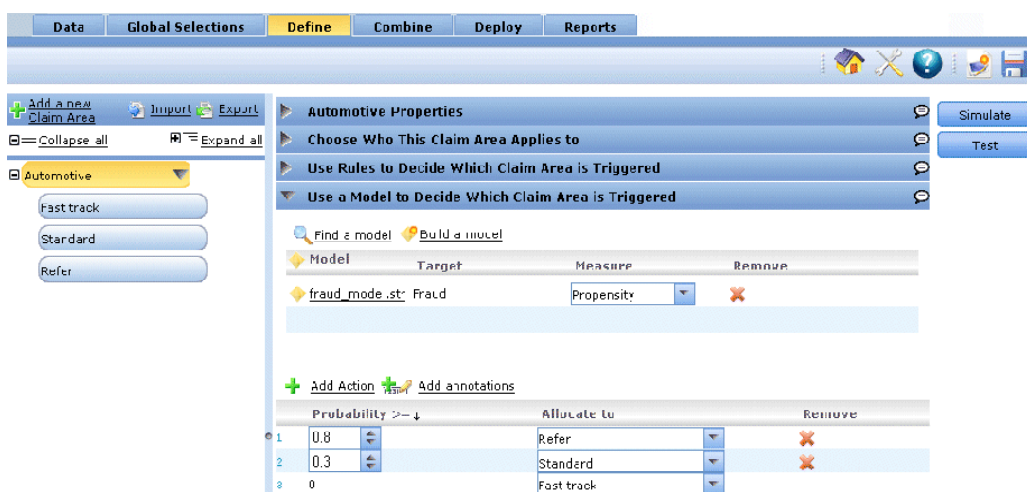 Data Global Selections Define Combine Deploy Reports
Add a new Claim Area Import Export
Collapse all Expand all
Automotive
Fast track
Standard
Refer
Automotive Properties
Choose Who This Claim Area Applies to
Use Rules to Decide Which Claim Area is Triggered
Use a Model to Decide Which Claim Area is Triggered
Find a model Build a model
Model Target Measure Remove
fraud_model.str Fraud Propensity
Add Action Add annotations
Probability >= Allocate to Remove
1 0.8 Refer
2 0.3 Standard
3 0 Fast track
Simulate
Test